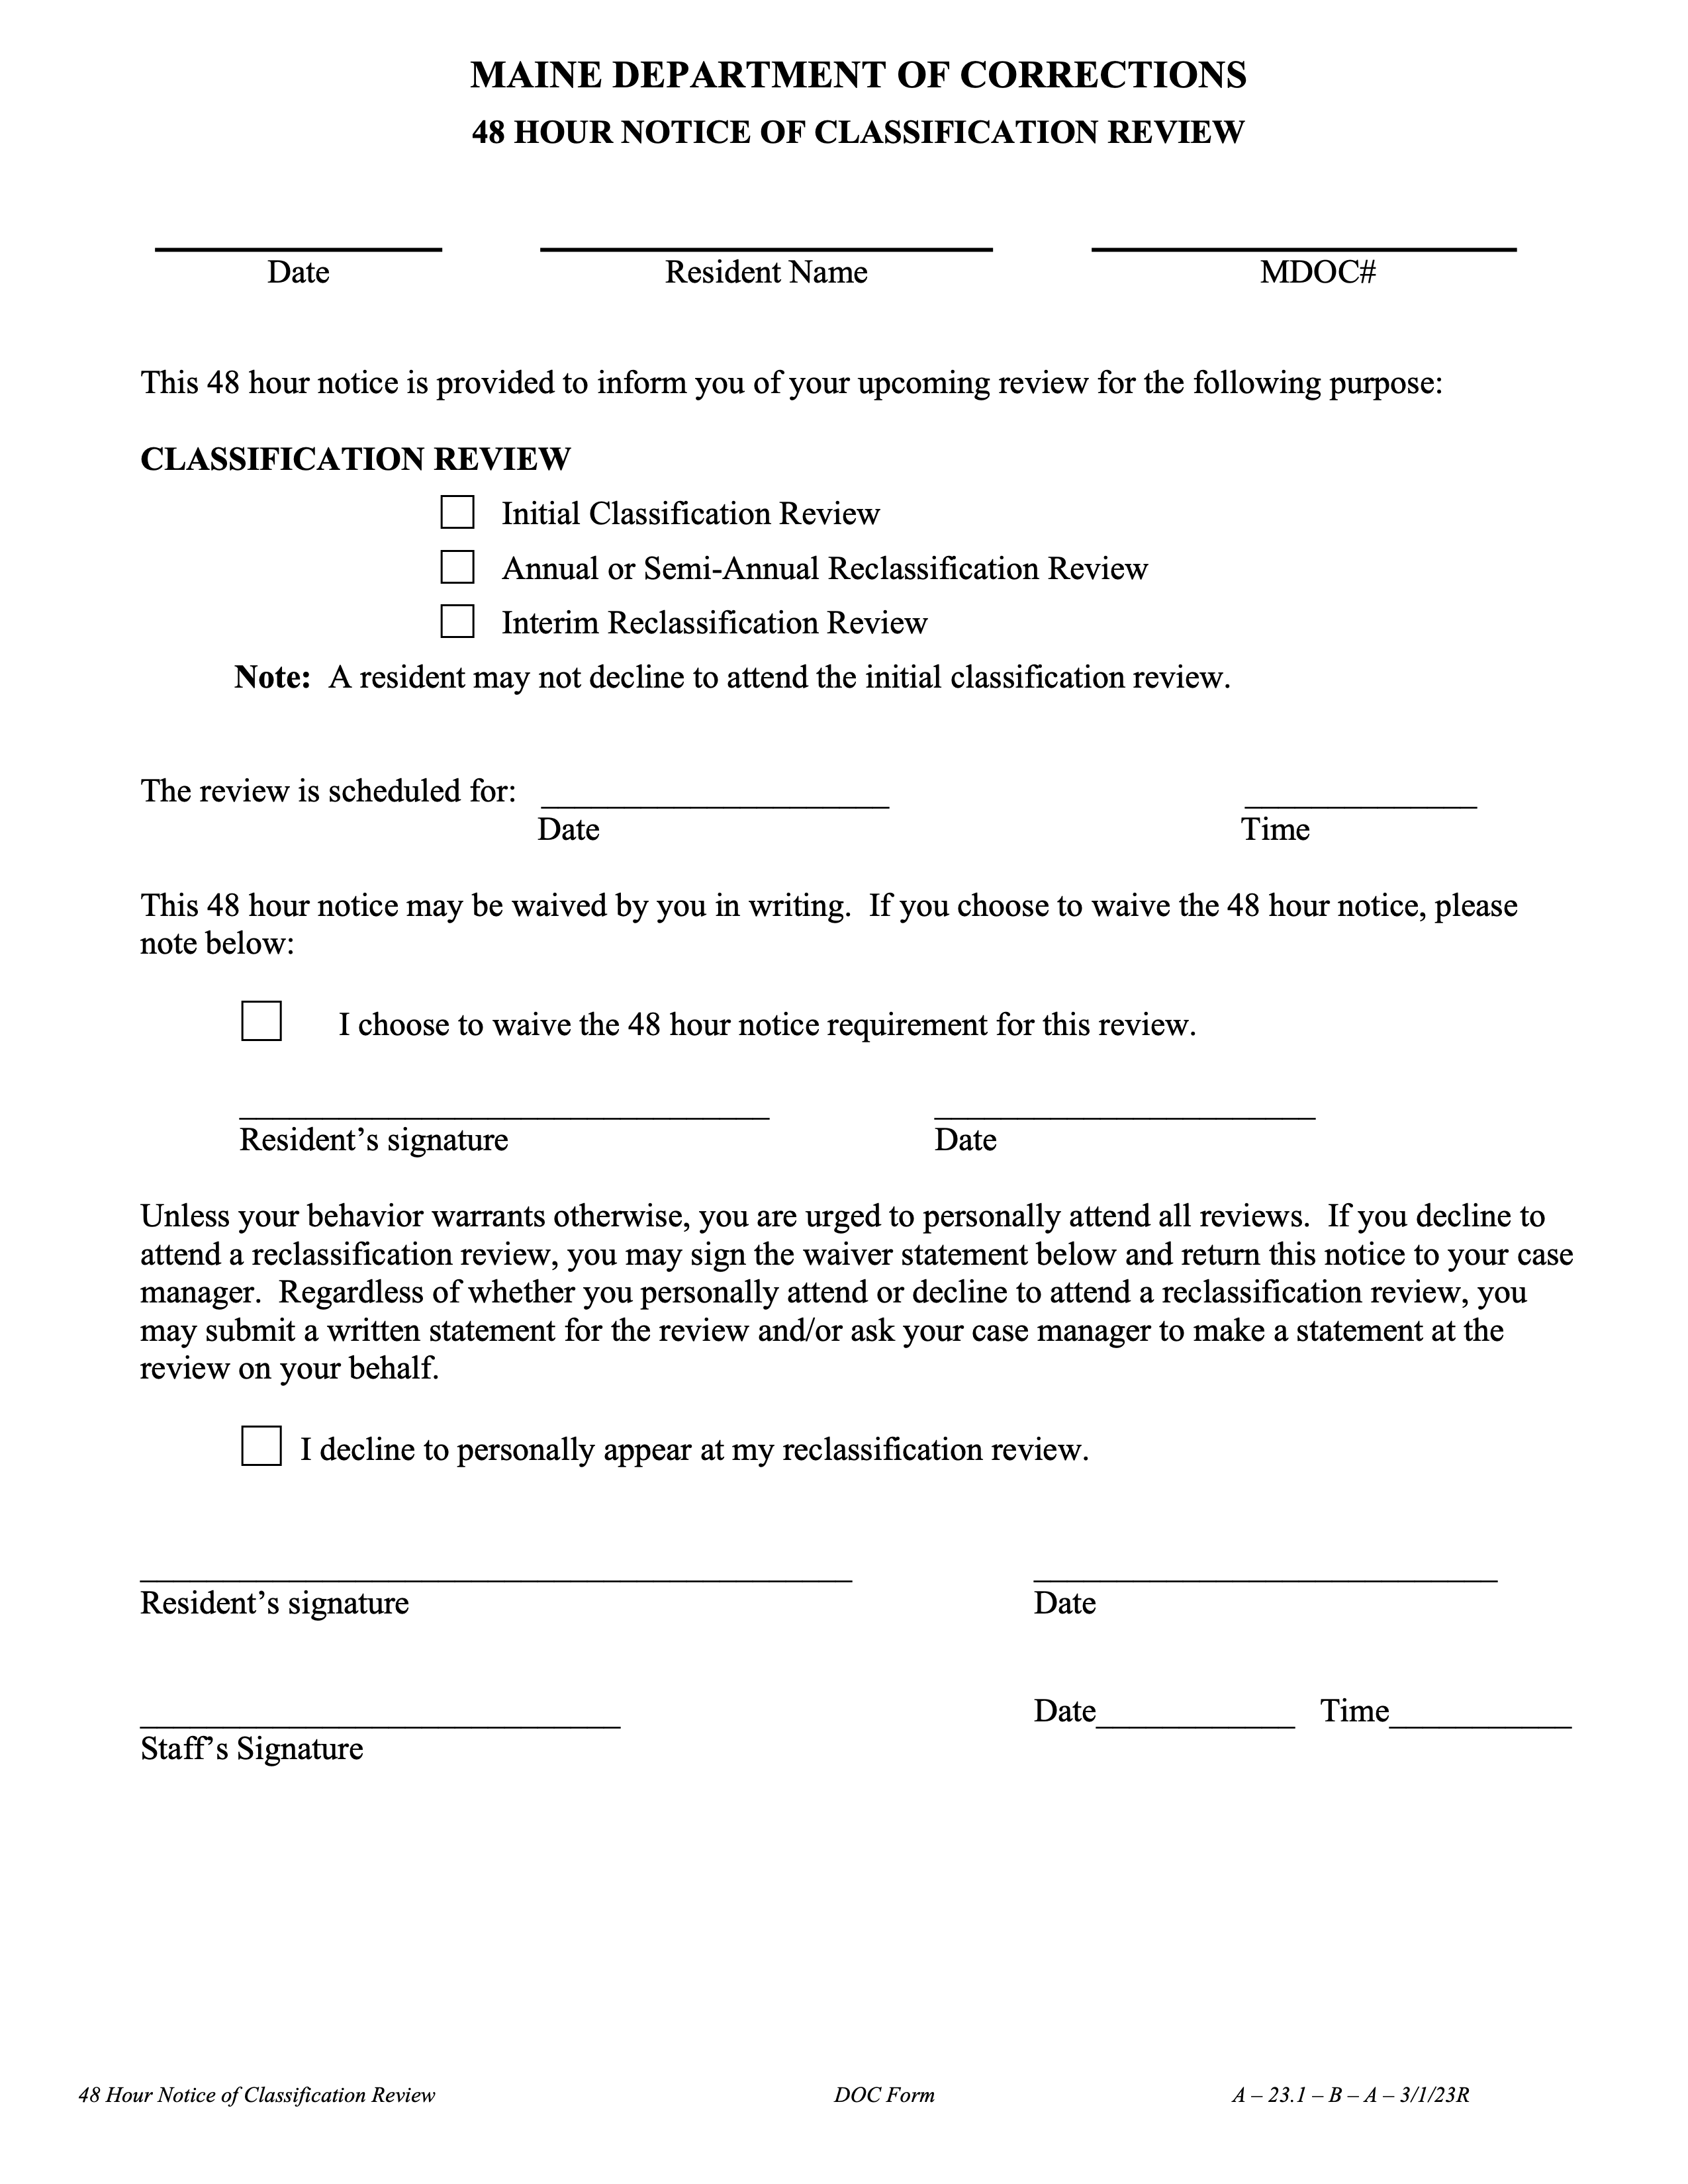 MAINE DEPARTMENT OF CORRECTIONS
48 HOUR NOTICE OF CLASSIFICATION REVIEW
Date Resident Name MDOC#
This 48 hour notice is provided to inform you of your upcoming review for the following purpose:
CLASSIFICATION REVIEW
Initial Classification Review
Annual or Semi-Annual Reclassification Review
Interim Reclassification Review
Note: A resident may not decline to attend the initial classification review.
The review is scheduled for:
Date Time
This 48 hour notice may be waived by you in writing. If you choose to waive the 48 hour notice, please
note below:
I choose to waive the 48 hour notice requirement for this review.
Resident’s signature Date
Unless your behavior warrants otherwise, you are urged to personally attend all reviews. If you decline to
attend a reclassification review, you may sign the waiver statement below and return this notice to your case
manager. Regardless of whether you personally attend or decline to attend a reclassification review, you
may submit a written statement for the review and/or ask your case manager to make a statement at the
review on your behalf.
I decline to personally appear at my reclassification review.
Resident’s signature Date
Date Time
Staff’s Signature
48 Hour Notice of Classification Review DOC Form A – 23.1 – B – A – 3/1/23R